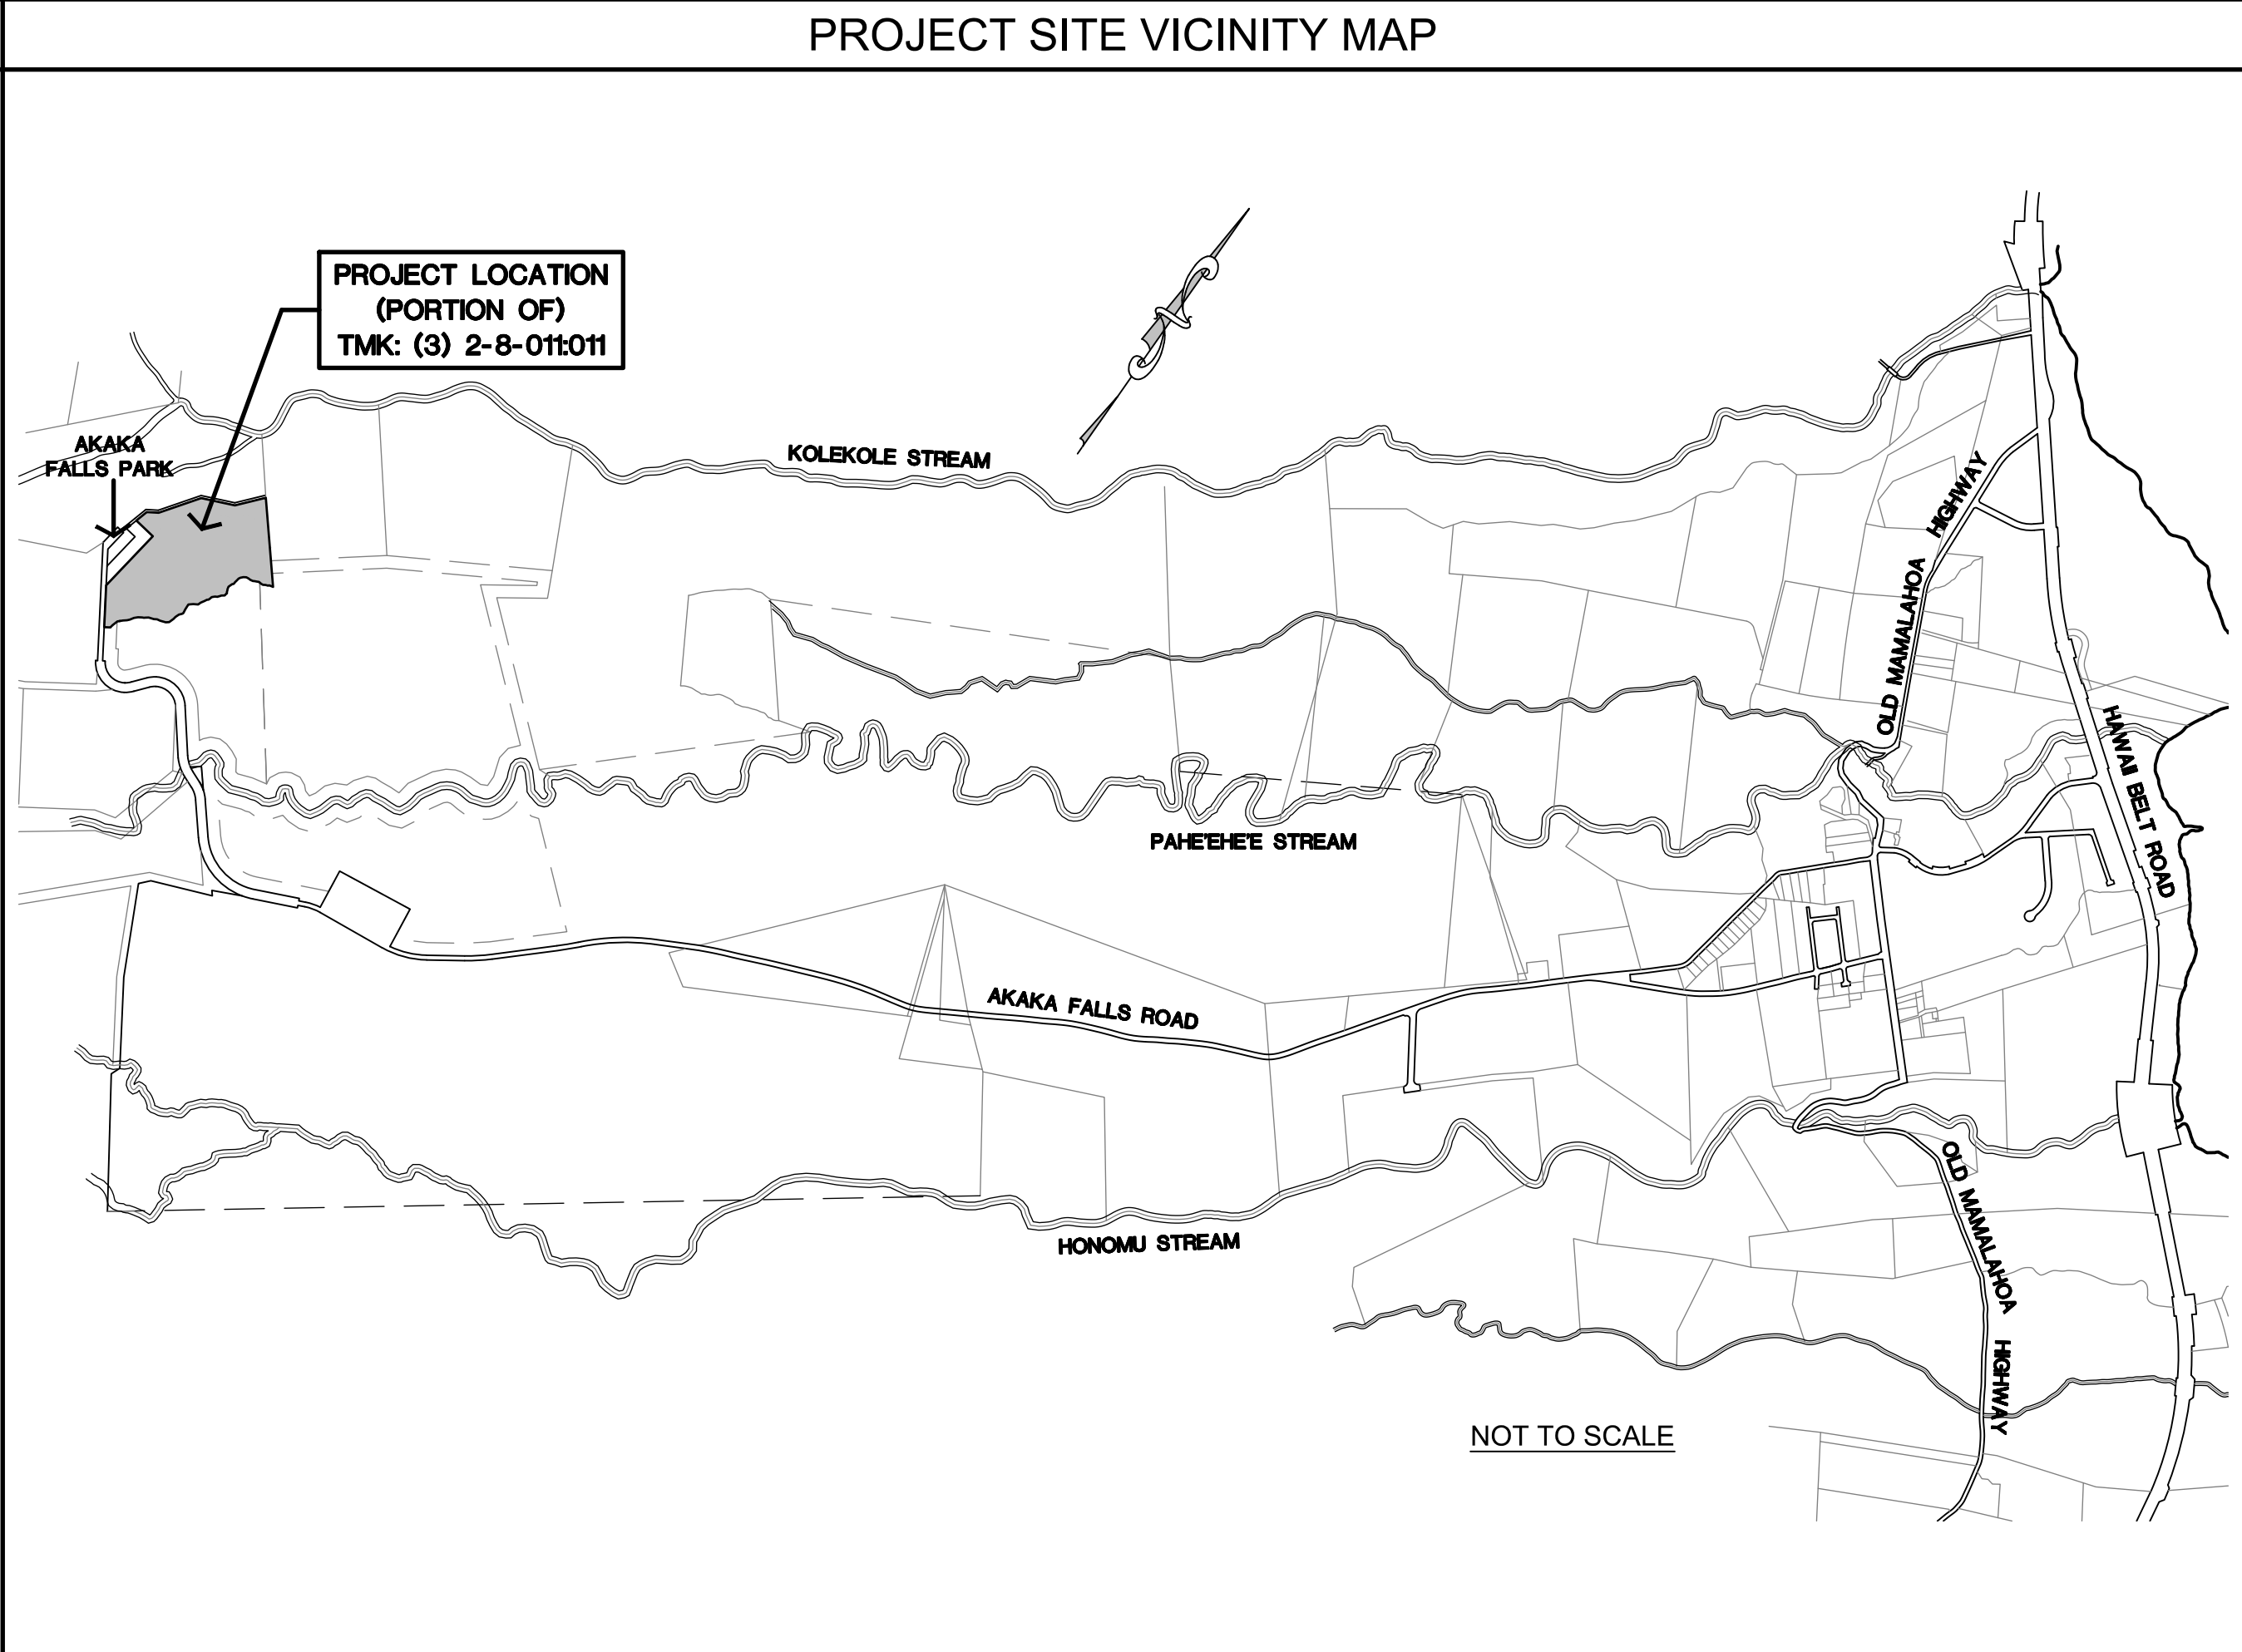 PROJECT SITE VICINITY MAP
PROJECT LOCATION
(PORTION OF)
TMK: (3) 2-8-011:011
AKAKA
FALLS PARK
KOLEKOLE STREAM
OLD MAMALAHOA HIGHWAY
HAWAII BELT ROAD
PAHE'EHE'E STREAM
AKAKA FALLS ROAD
HONOMU STREAM
OLD MAMALAHOA HIGHWAY
NOT TO SCALE